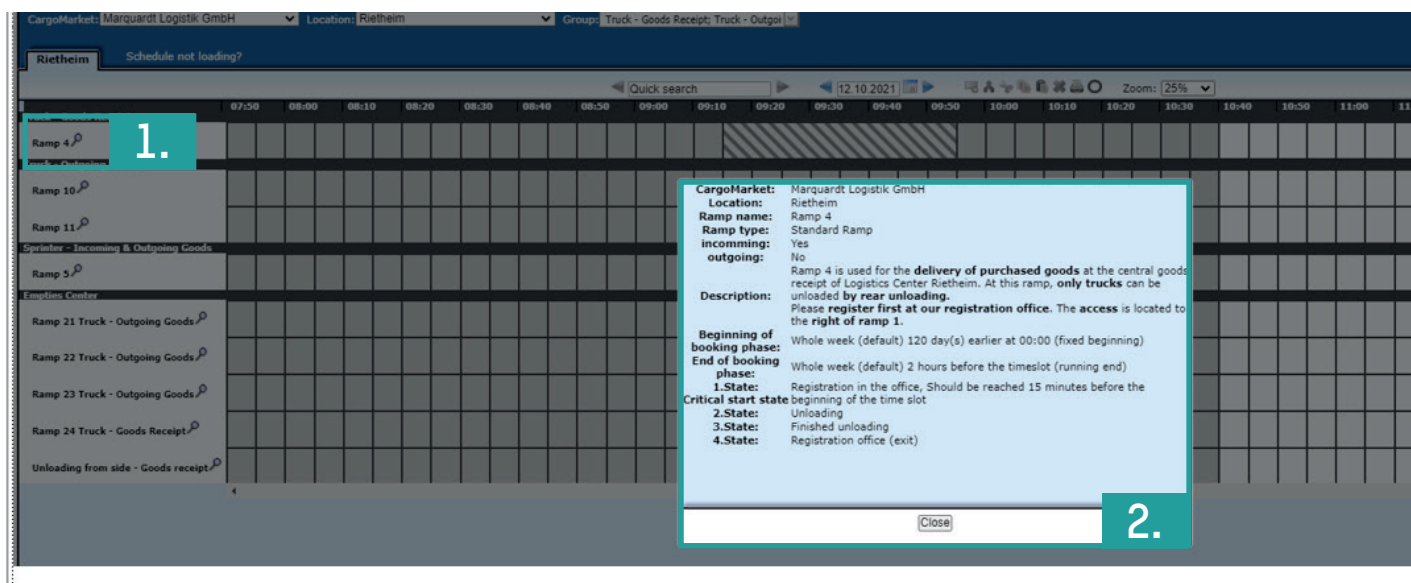 CargoMarket: Marquardt Logistik GmbH Location: Rietheim Group: Truck - Goods Receipt; Truck - Outgoi
Rietheim Schedule not loading?
Quick search 12.10.2021 Zoom: 25%
07:50 08:00 08:10 08:20 08:30 08:40 08:50 09:00 09:10 09:20 09:30 09:40 09:50 10:00 10:10 10:20 10:30 10:40 10:50 11:00 11
Ramp 4
1.
Truck - Outgoing
Ramp 10
Ramp 11
Sprinter - Incoming & Outgoing Goods
Ramp 5
Empties Center
Ramp 21 Truck - Outgoing Goods
Ramp 22 Truck - Outgoing Goods
Ramp 23 Truck - Outgoing Goods
Ramp 24 Truck - Goods Receipt
Unloading from side - Goods receipt
CargoMarket: Marquardt Logistik GmbH
Location: Rietheim
Ramp name: Ramp 4
Ramp type: Standard Ramp
incomming: Yes
outgoing: No
Ramp 4 is used for the delivery of purchased goods at the central goods
receipt of Logistics Center Rietheim. At this ramp, only trucks can be
Description: unloaded by rear unloading.
Please register first at our registration office. The access is located to
the right of ramp 1.
Beginning of
booking phase: Whole week (default) 120 day(s) earlier at 00:00 (fixed beginning)
End of booking
phase: Whole week (default) 2 hours before the timeslot (running end)
1.State: Registration in the office, Should be reached 15 minutes before the
Critical start state beginning of the time slot
2.State: Unloading
3.State: Finished unloading
4.State: Registration office (exit)
Close
2.